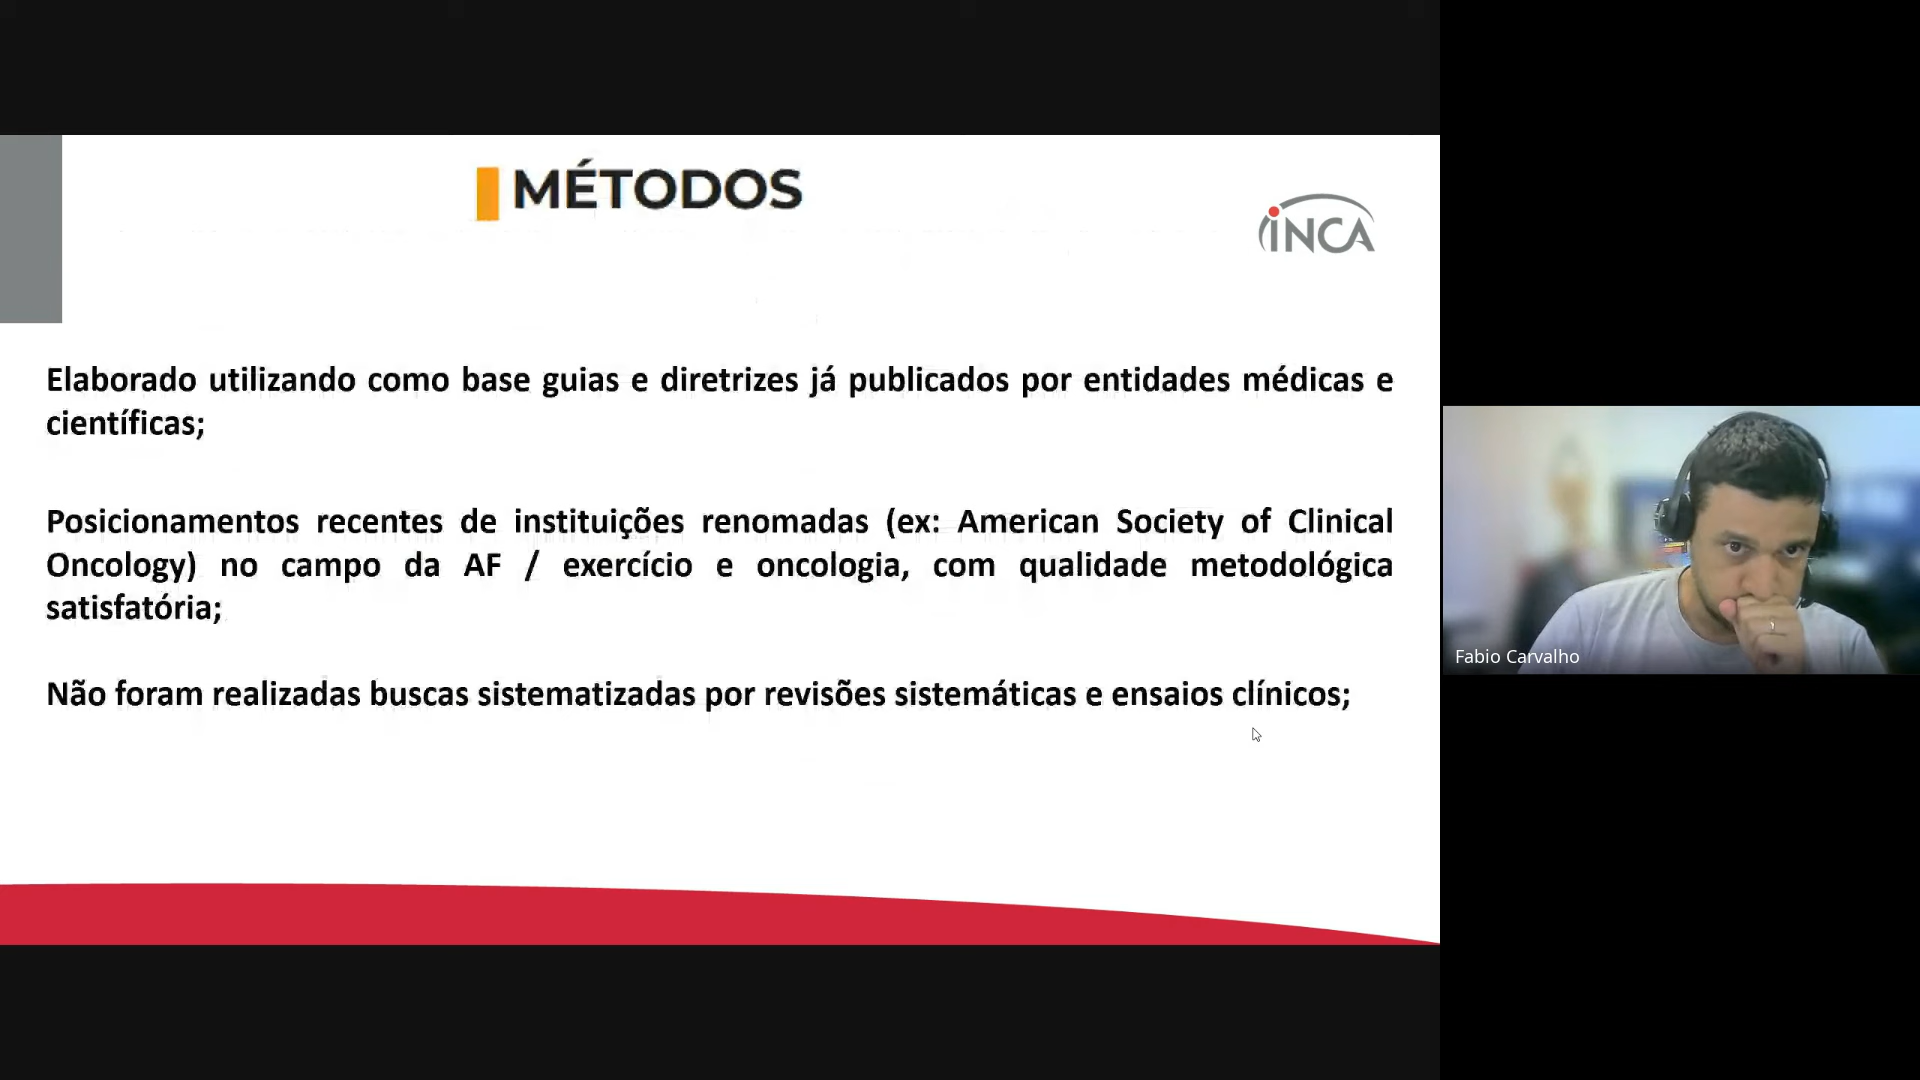 MÉTODOS
INCA
Elaborado utilizando como base guias e diretrizes já publicados por entidades médicas e
científicas;
Posicionamentos recentes de instituições renomadas (ex: American Society of Clinical
Oncology) no campo da AF / exercício e oncologia, com qualidade metodológica
satisfatória;
Não foram realizadas buscas sistematizadas por revisões sistemáticas e ensaios clínicos;
Fabio Carvalho